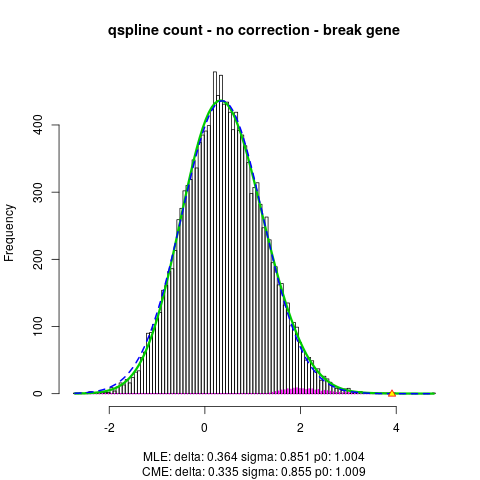 qspline count - no correction - break gene
Frequency
400
300
200
100
0
-2 0 2 4
MLE: delta: 0.364 sigma: 0.851 p0: 1.004
CME: delta: 0.335 sigma: 0.855 p0: 1.009